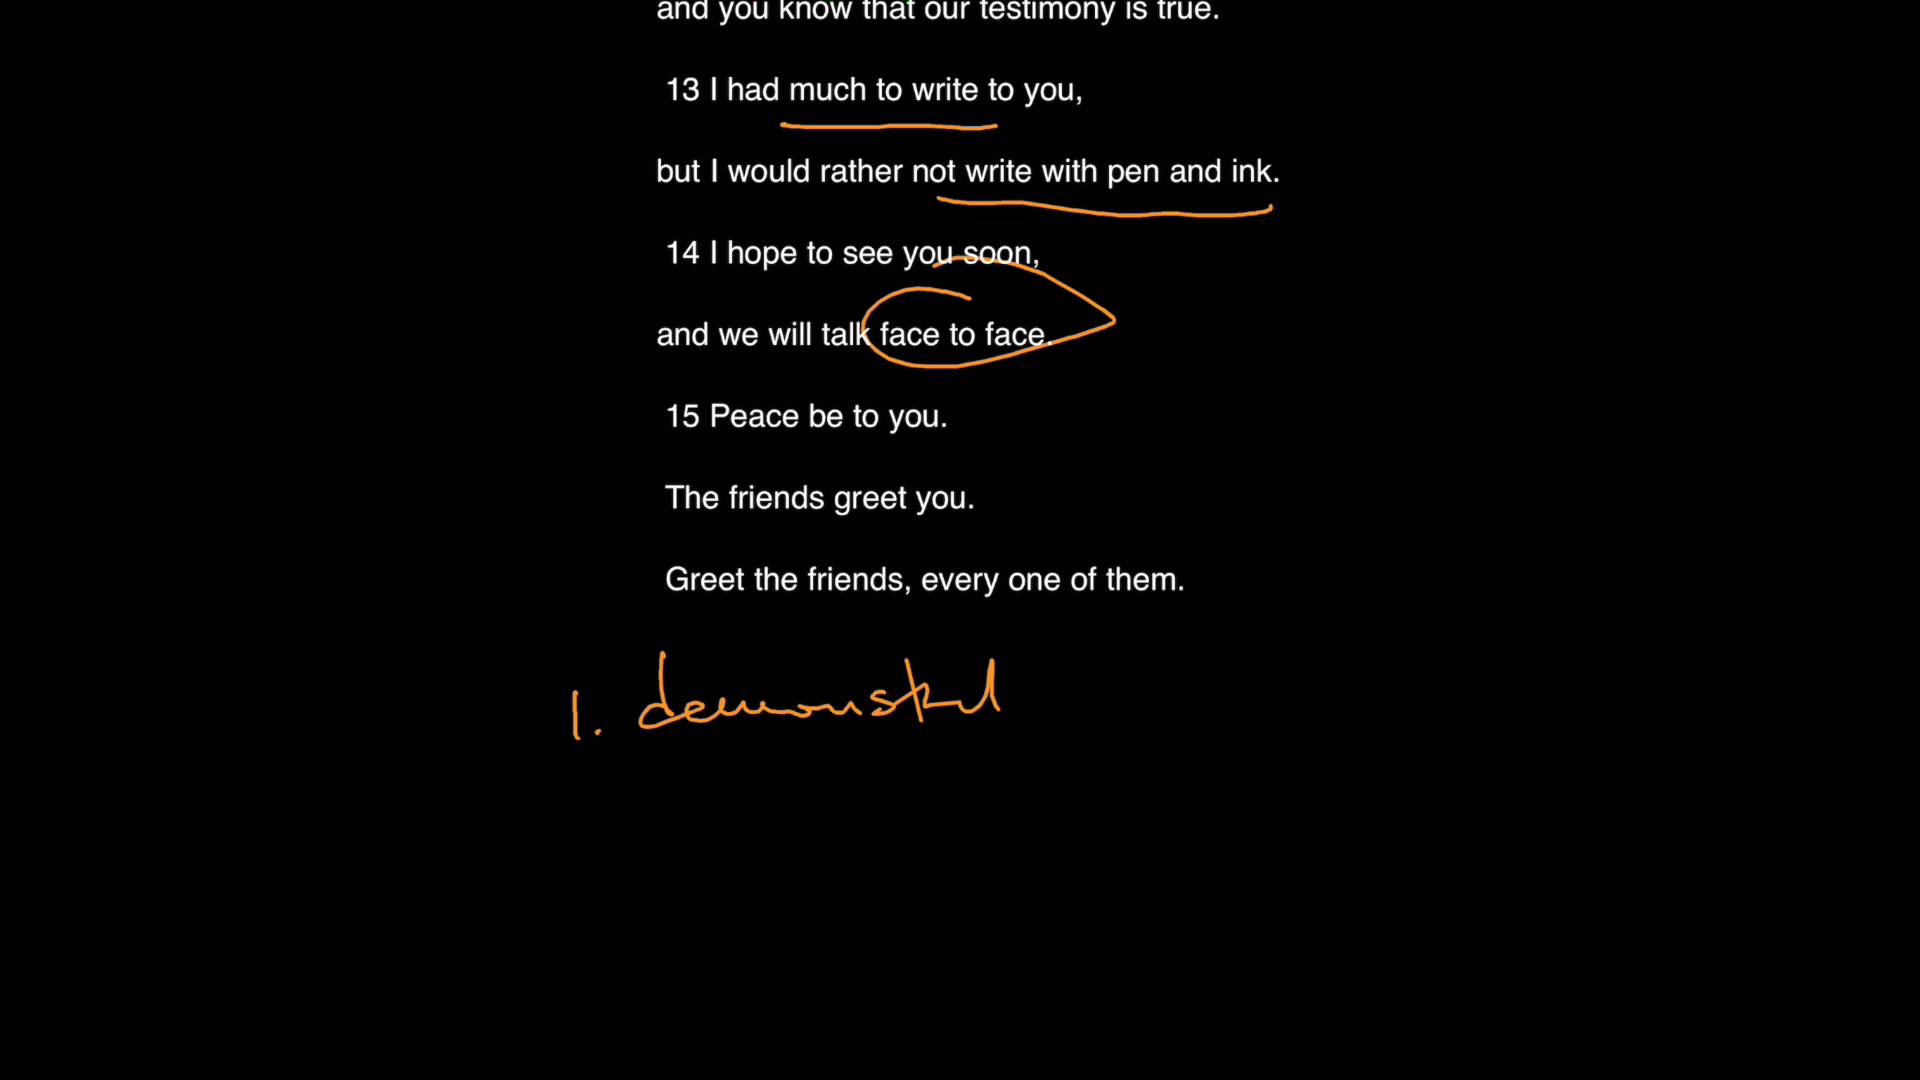 and you know that our testimony is true.
13 I had much to write to you,
but I would rather not write with pen and ink.
14 I hope to see you soon,
and we will talk face to face.
15 Peace be to you.
The friends greet you.
Greet the friends, every one of them.
1.